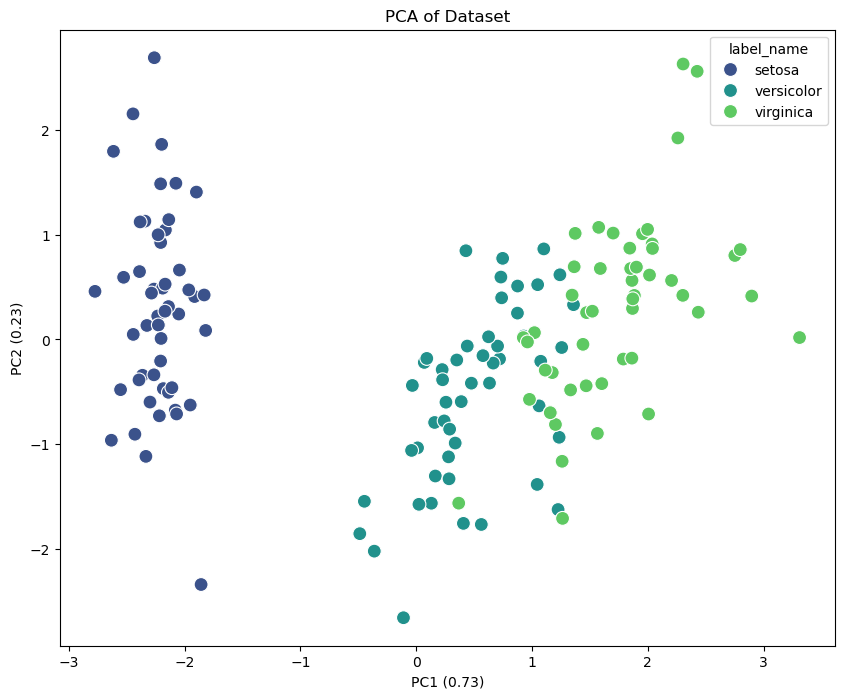 PCA of Dataset
label_name
setosa
versicolor
virginica
2
1
0
−1
−2
PC2 (0.23)
−3
−2
−1
0
1
2
3
PC1 (0.73)